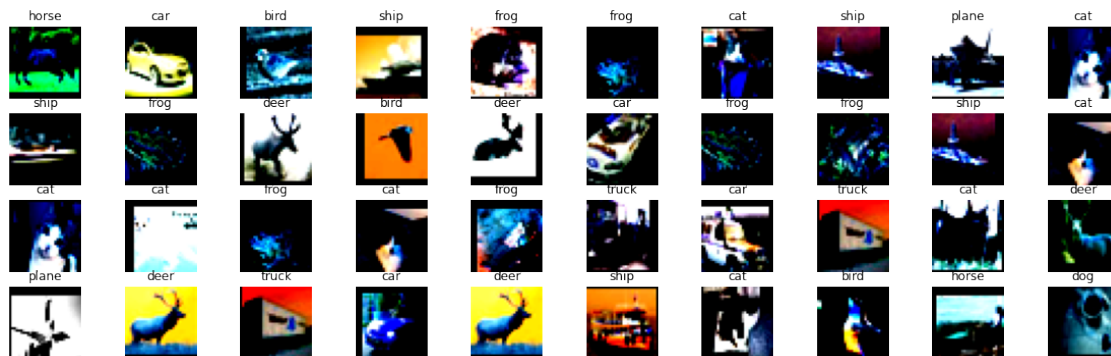 horse car bird ship frog frog cat ship plane cat
ship frog deer bird deer car frog frog ship cat
cat cat frog cat frog truck car truck cat deer
plane deer truck car deer ship cat bird horse dog